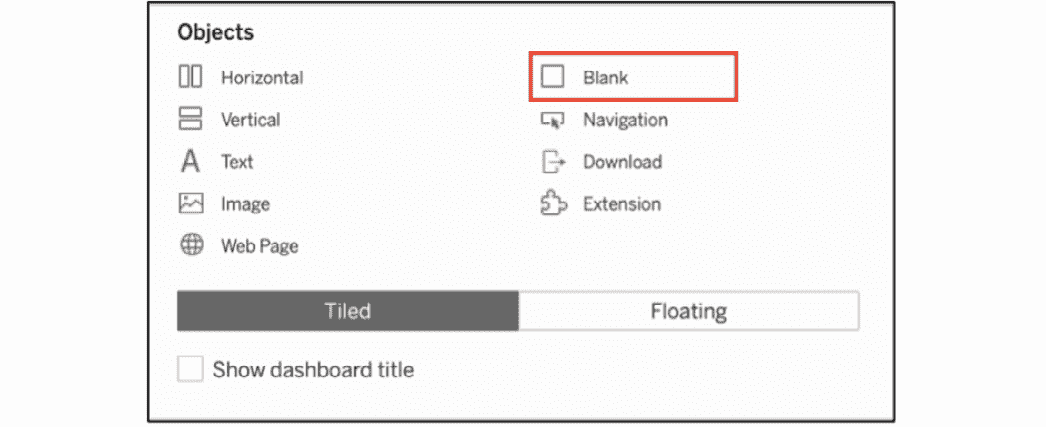 Objects
Horizontal
Blank
Vertical
Navigation
Text
Download
Image
Extension
Web Page
Tiled
Floating
Show dashboard title